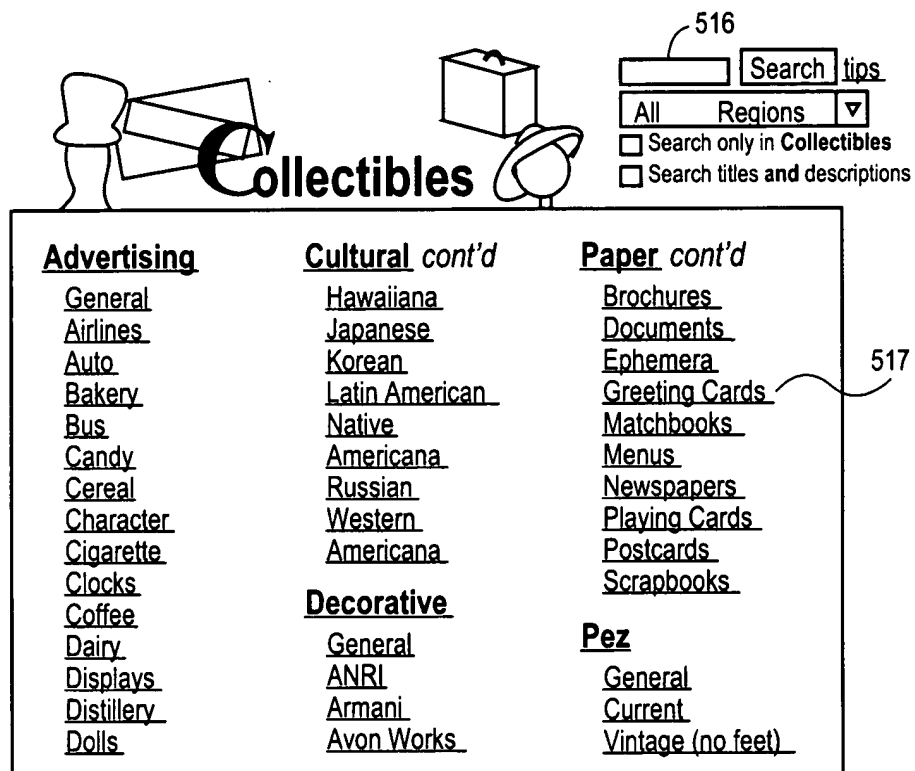 516
Search tips
All Regions
Search only in Collectibles
Search titles and descriptions
Collectibles
Advertising
General
Airlines
Auto
Bakery
Bus
Candy
Cereal
Character
Cigarette
Clocks
Coffee
Dairy
Displays
Distillery
Dolls
Cultural cont'd
Hawaiiana
Japanese
Korean
Latin American
Native
Americana
Russian
Western
Americana
Decorative
General
ANRI
Armani
Avon Works
Paper cont'd
Brochures
Documents
Ephemera
Greeting Cards
Matchbooks
Menus
Newspapers
Playing Cards
Postcards
Scrapbooks
Pez
General
Current
Vintage (no feet)
517